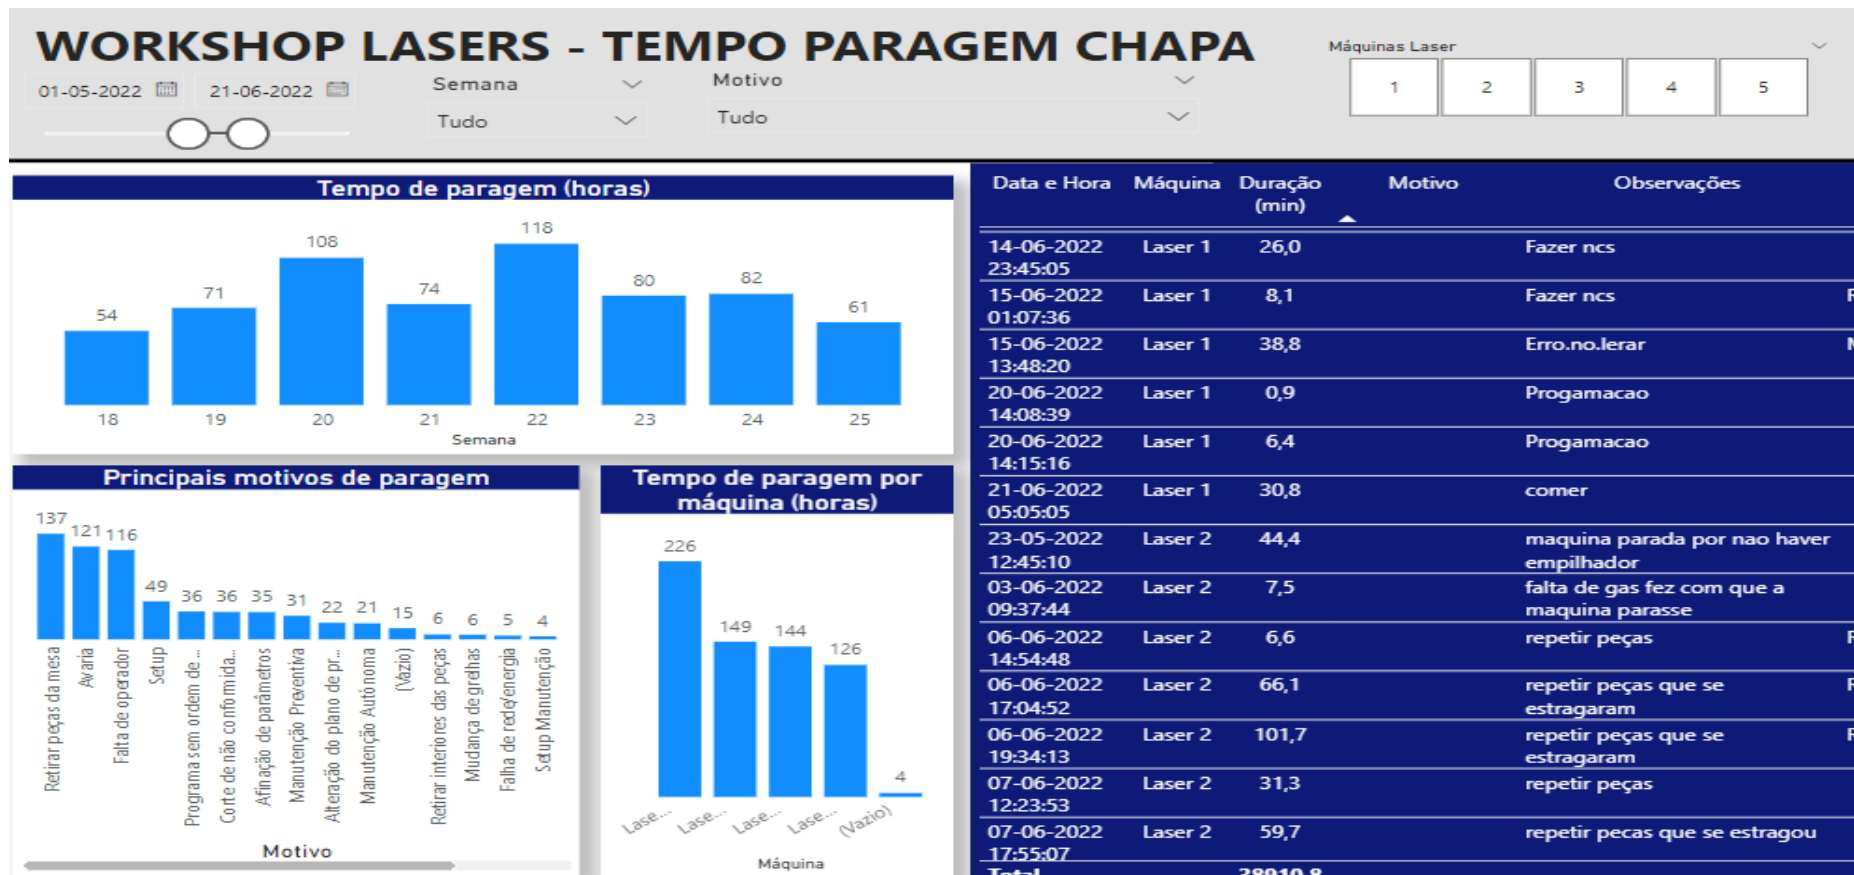 WORKSHOP LASERS - TEMPO PARAGEM CHAPA
01-05-2022
21-06-2022
Semana
Tudo
Motivo
Tudo
Máquinas Laser
1
2
3
4
5
Tempo de paragem (horas)
54
71
108
74
118
80
82
61
18
19
20
21
22
23
24
25
Semana
Principais motivos de paragem
137
121
116
49
36
36
35
31
22
21
15
6
6
5
4
Retirar peças da mesa
Avaria
Falta de operador
Setup
Programa sem ordem de ...
Corte de não conformida...
Afinação de parâmetros
Manutenção Preventiva
Alteração do plano de pr...
Manutenção Autónoma
(Vazio)
Retirar interiores das peças
Mudança de grelhas
Falha de rede/energia
Setup Manutenção
Motivo
Tempo de paragem por
máquina (horas)
226
149
144
126
4
Lase...
Lase...
Lase...
Lase...
(Vazio)
Máquina
Data e Hora Máquina Duração Motivo Observações
(min)
14-06-2022 Laser 1 26,0 Fazer ncs
23:45:05
15-06-2022 Laser 1 8,1 Fazer ncs
01:07:36
15-06-2022 Laser 1 38,8 Erro.no.lerar
13:48:20
20-06-2022 Laser 1 0,9 Progamacao
14:08:39
20-06-2022 Laser 1 6,4 Progamacao
14:15:16
21-06-2022 Laser 1 30,8 comer
05:05:05
23-05-2022 Laser 2 44,4 maquina parada por nao haver
12:45:10 empilhador
03-06-2022 Laser 2 7,5 falta de gas fez com que a
09:37:44 maquina parasse
06-06-2022 Laser 2 6,6 repetir peças
14:54:48
06-06-2022 Laser 2 66,1 repetir peças que se
17:04:52 estragaram
06-06-2022 Laser 2 101,7 repetir peças que se
19:34:13 estragaram
07-06-2022 Laser 2 31,3 repetir peças
12:23:53
07-06-2022 Laser 2 59,7 repetir pecas que se estragou
17:55:07
Total 38910,8